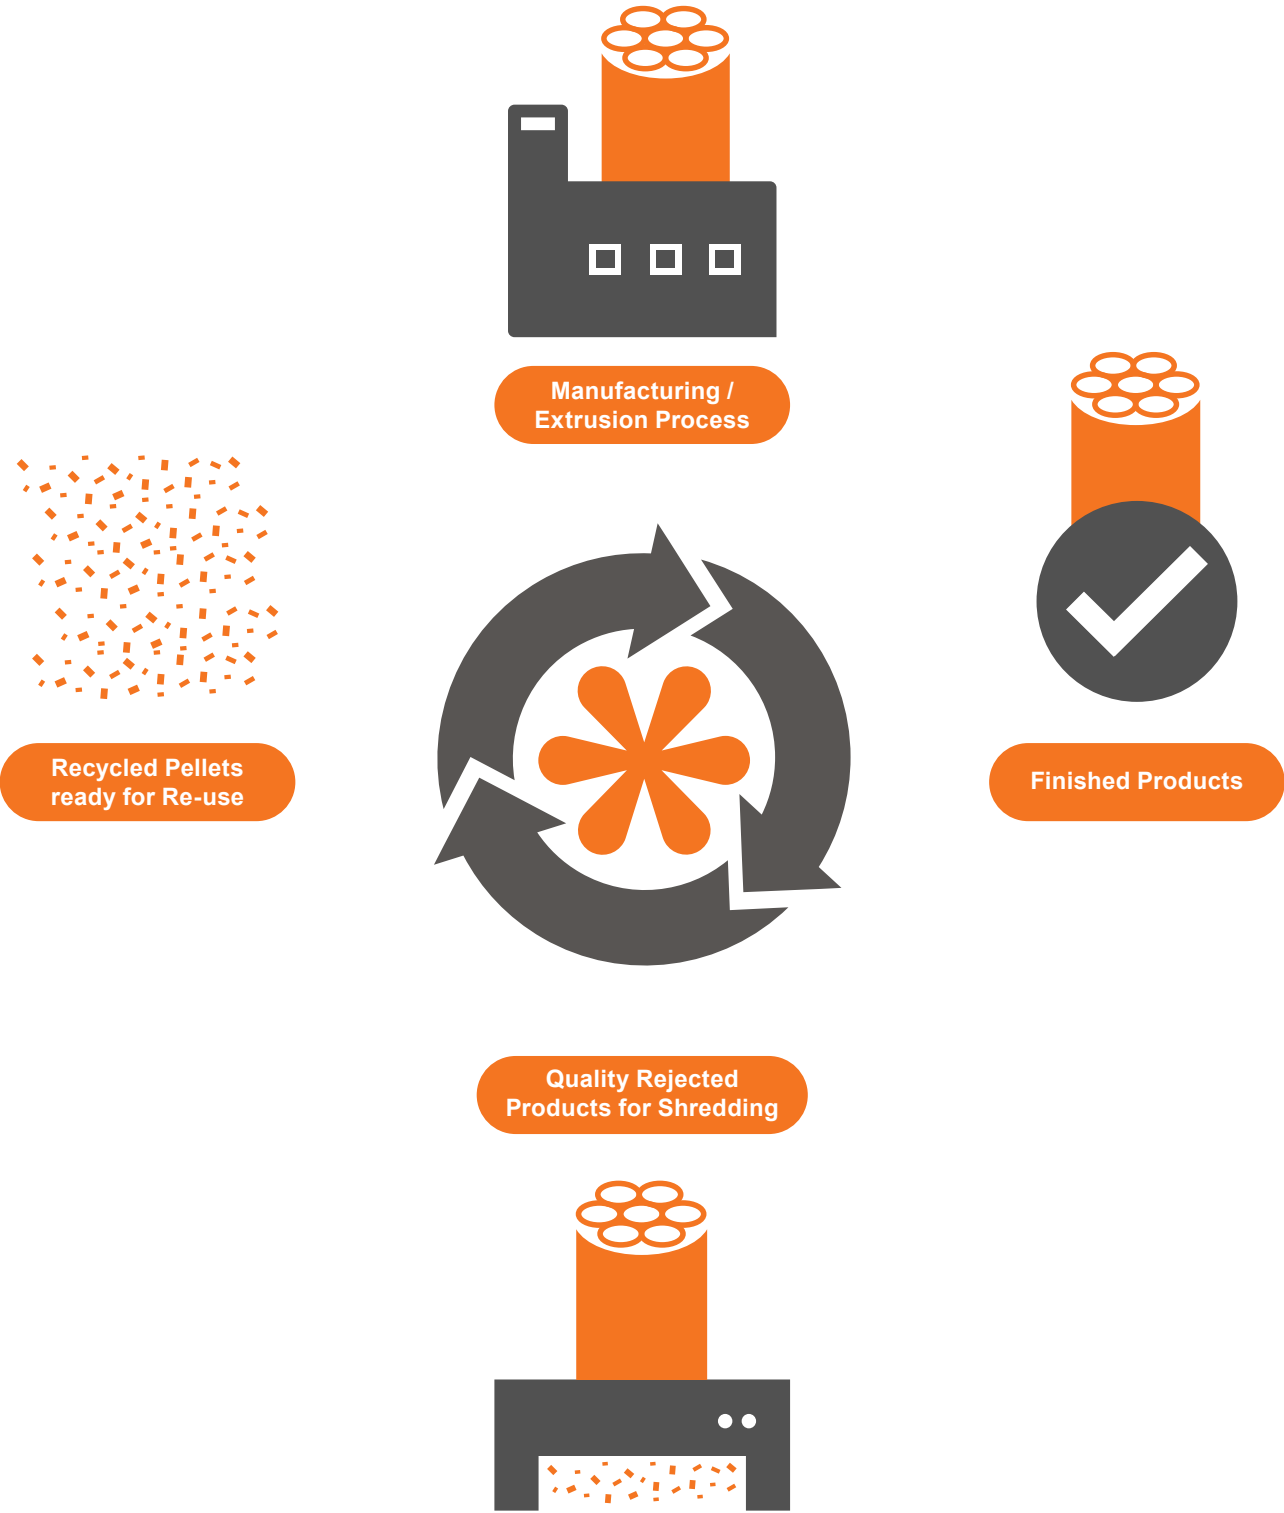 Manufacturing /
Extrusion Process
Recycled Pellets
ready for Re-use
Finished Products
Quality Rejected
Products for Shredding